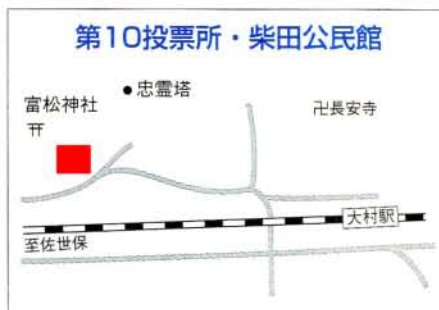 第10投票所・柴田公民館
●忠霊塔
富松神社
卍長安寺
大村駅
至佐世保